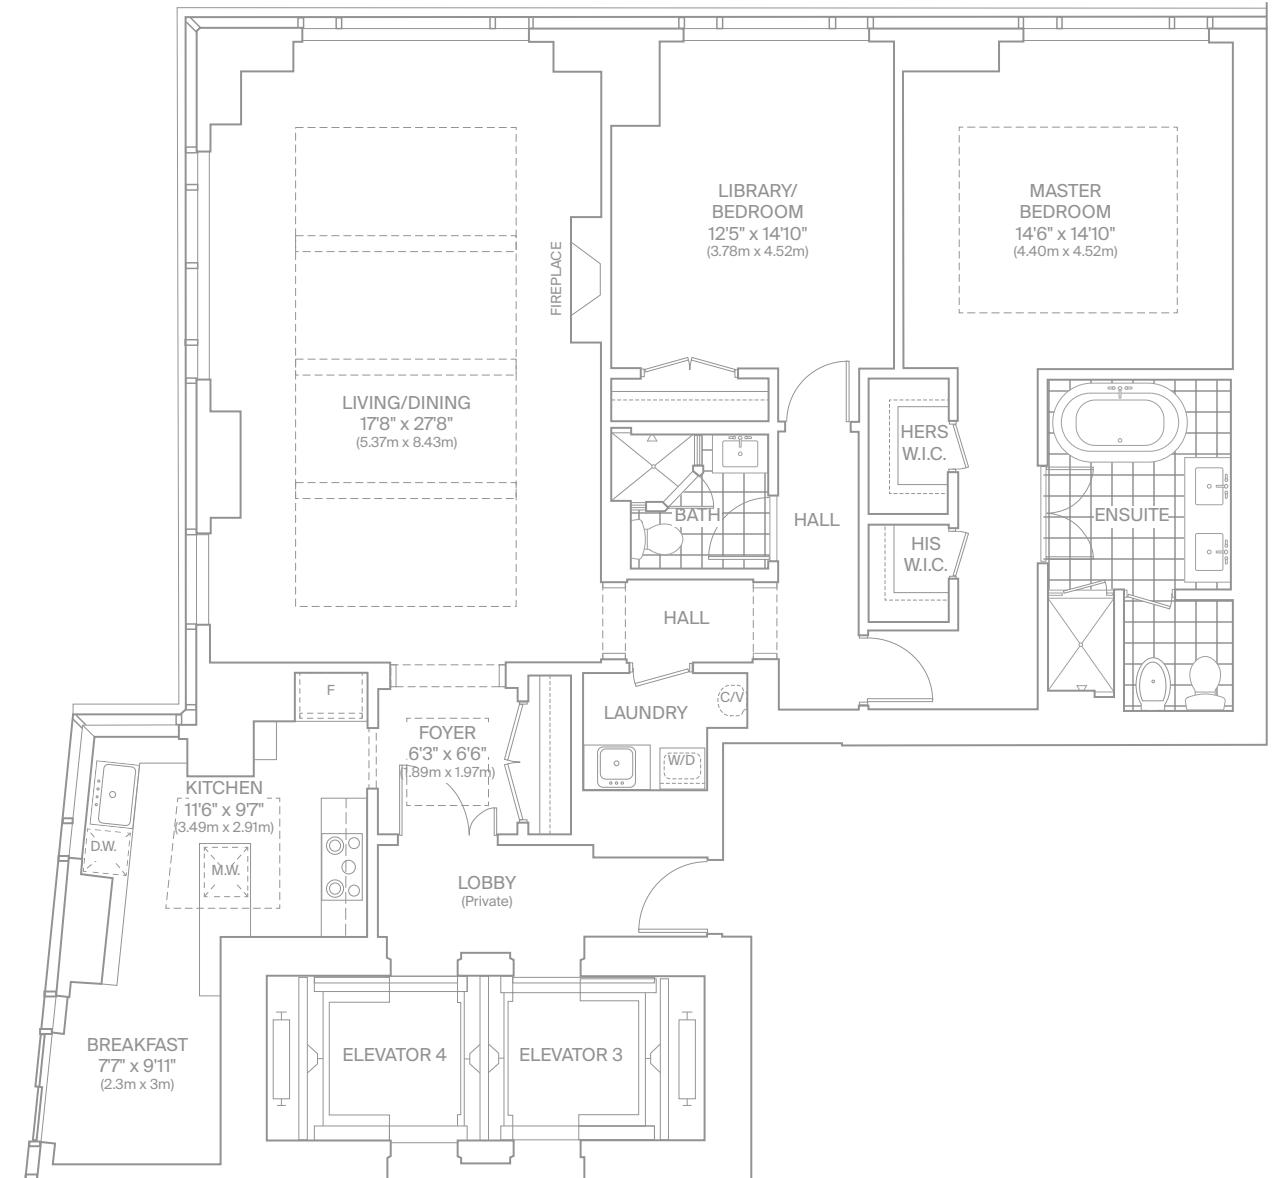 LIBRARY/
BEDROOM
12'5" x 14'10"
(3.78m x 4.52m)
MASTER
BEDROOM
14'6" x 14'10"
(4.40m x 4.52m)
FIREPLACE
LIVING/DINING
17'8" x 27'8"
(5.37m x 8.43m)
HERS
W.I.C.
BATH
HALL
ENSUITE
HIS
W.I.C.
HALL
F
C/V
LAUNDRY
FOYER
6'3" x 6'6"
(1.89m x 1.97m)
W/D
KITCHEN
11'6" x 9'7"
(3.49m x 2.91m)
D.W.
M.W.
LOBBY
(Private)
BREAKFAST
7'7" x 9'11"
(2.3m x 3m)
ELEVATOR 4
ELEVATOR 3